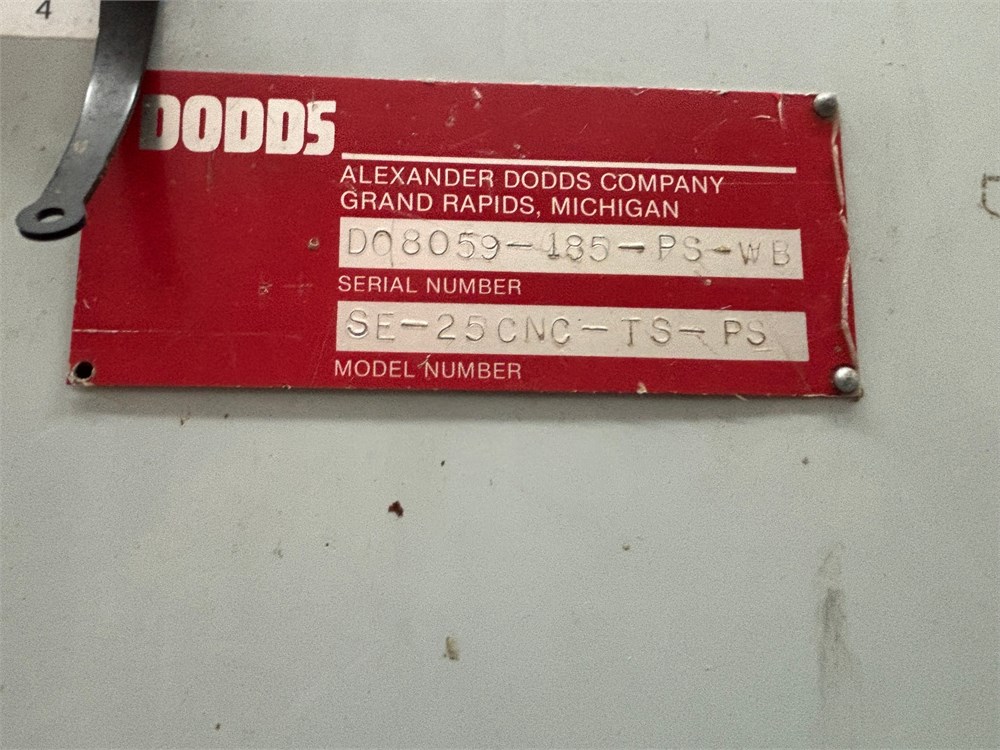 4
DODDS
ALEXANDER DODDS COMPANY
GRAND RAPIDS, MICHIGAN
D08059-185-PS-WB
SERIAL NUMBER
SE-25CNC-TS-PS
MODEL NUMBER